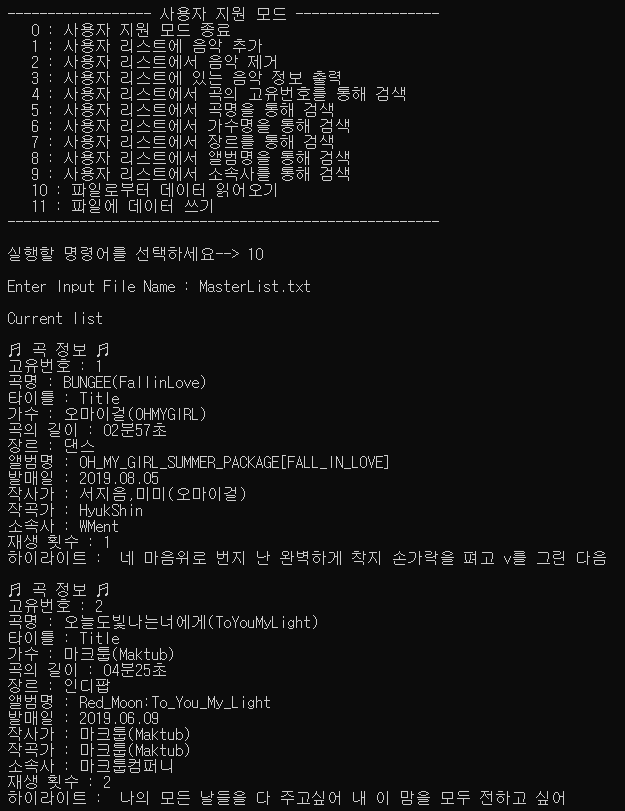 ------------------ 사용자 지원 모드 ------------------
0 : 사용자 지원 모드 종료
1 : 사용자 리스트에 음악 추가
2 : 사용자 리스트에서 음악 제거
3 : 사용자 리스트에 있는 음악 정보 출력
4 : 사용자 리스트에서 곡의 고유번호를 통해 검색
5 : 사용자 리스트에서 곡명을 통해 검색
6 : 사용자 리스트에서 가수명을 통해 검색
7 : 사용자 리스트에서 장르를 통해 검색
8 : 사용자 리스트에서 앨범명을 통해 검색
9 : 사용자 리스트에서 소속사를 통해 검색
10 : 파일로부터 데이터 읽어오기
11 : 파일에 데이터 쓰기
------------------------------------------------------
실행할 명령어를 선택하세요--> 10
Enter Input File Name : MasterList.txt
Current list
♬ 곡 정보 ♬
고유번호 : 1
곡명 : BUNGEE(FallinLove)
타이틀 : Title
가수 : 오마이걸(OHMYGIRL)
곡의 길이 : 02분57초
장르 : 댄스
앨범명 : OH_MY_GIRL_SUMMER_PACKAGE[FALL_IN_LOVE]
발매일 : 2019.08.05
작사가 : 서지음,미미(오마이걸)
작곡가 : HyukShin
소속사 : WMent
재생 횟수 : 1
하이라이트 :  네 마음위로 번지 난 완벽하게 착지 손가락을 펴고 v를 그린 다음
♬ 곡 정보 ♬
고유번호 : 2
곡명 : 오늘도빛나는너에게(ToYouMyLight)
타이틀 : Title
가수 : 마크툽(Maktub)
곡의 길이 : 04분25초
장르 : 인디팝
앨범명 : Red_Moon:To_You_My_Light
발매일 : 2019.06.09
작사가 : 마크툽(Maktub)
작곡가 : 마크툽(Maktub)
소속사 : 마크툽컴퍼니
재생 횟수 : 2
하이라이트 :  나의 모든 날들을 다 주고싶어 내 이 맘을 모두 전하고 싶어